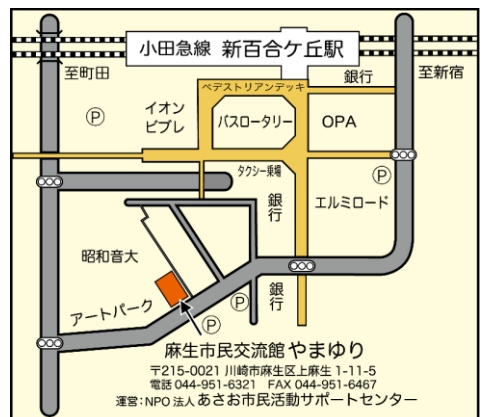 小田急線 新百合ケ丘駅
至町田
至新宿
銀行
ペデストリアンデッキ
Ⓟ
イオン
ビブレ
バスロータリー
OPA
タクシー乗場
Ⓟ
銀行
エルミロード
昭和音大
銀行
アートパーク
Ⓟ
Ⓟ
麻生市民交流館 やまゆり
〒215-0021 川崎市麻生区上麻生 1-11-5
電話 044-951-6321 FAX 044-951-6467
運営:NPO 法人 あさお市民活動サポートセンター